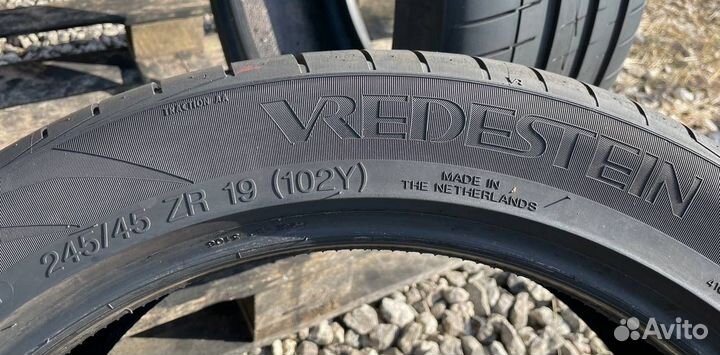 TRACTION AA
VREDESTEIN
245/45 ZR 19 (102Y)
MADE IN
THE NETHERLANDS
Avito